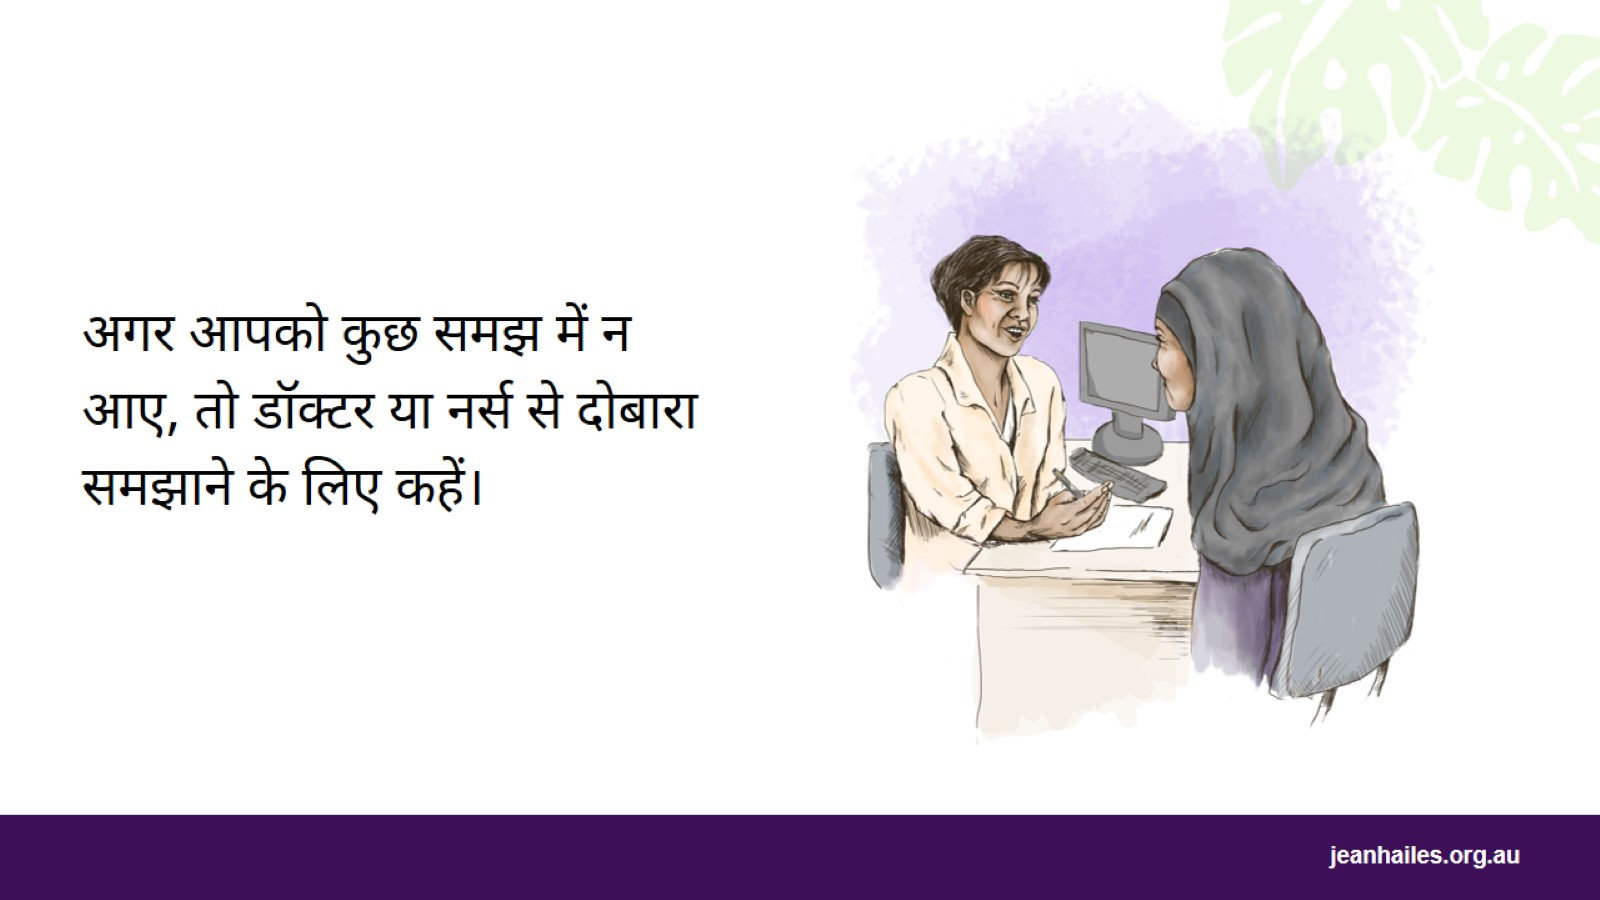 अगर आपको कुछ समझ में न
आए, तो डॉक्टर या नर्स से दोबारा
समझाने के लिए कहें।
jeanhailes.org.au